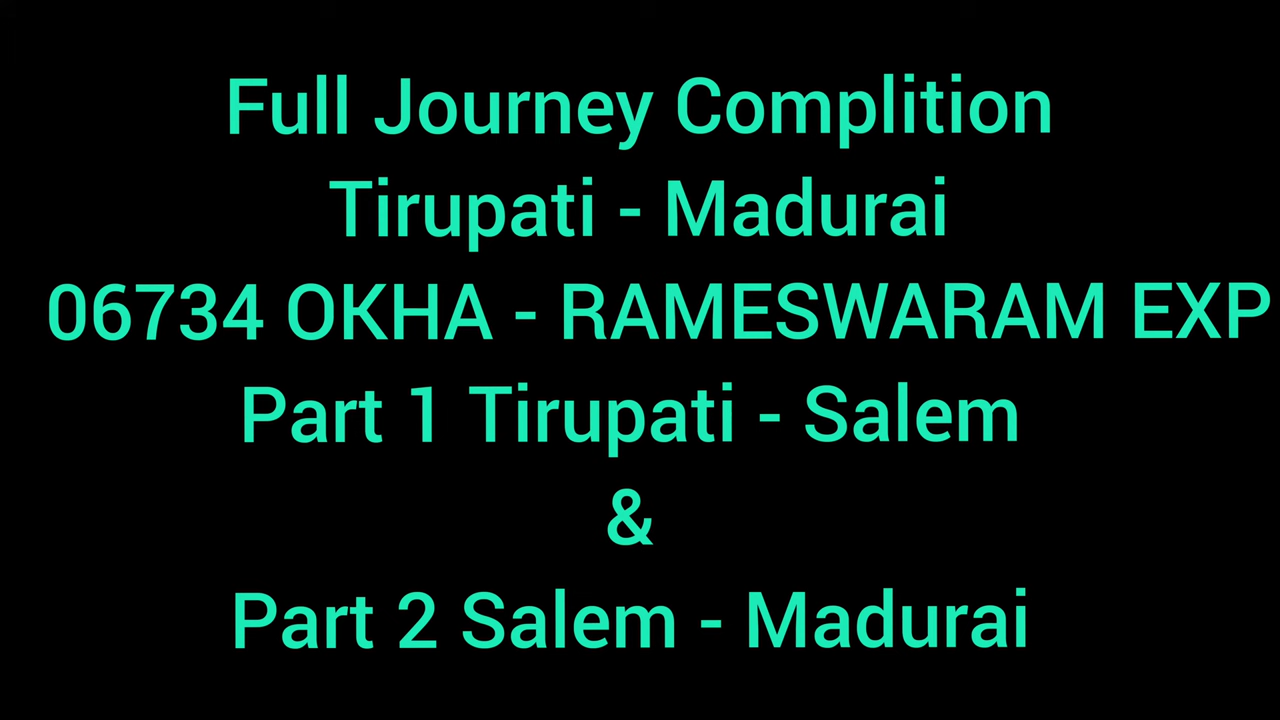 Full Journey Complition
Tirupati - Madurai
06734 OKHA - RAMESWARAM EXP
Part 1 Tirupati - Salem
&
Part 2 Salem - Madurai